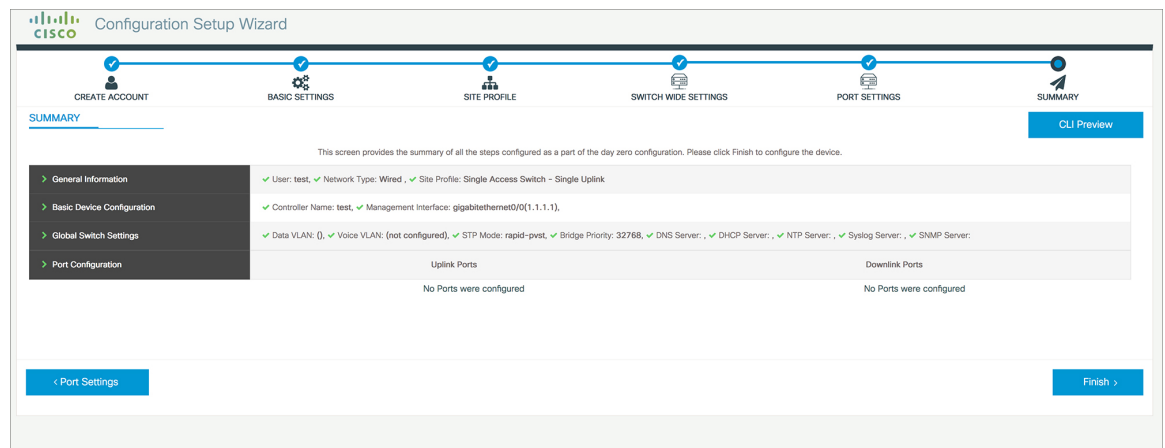 CISCO Configuration Setup Wizard
CREATE ACCOUNT BASIC SETTINGS SITE PROFILE SWITCH WIDE SETTINGS PORT SETTINGS SUMMARY
SUMMARY
CLI Preview
This screen provides the summary of all the steps configured as a part of the day zero configuration. Please click Finish to configure the device.
> General Information ✔ User: test, ✔ Network Type: Wired , ✔ Site Profile: Single Access Switch - Single Uplink
> Basic Device Configuration ✔ Controller Name: test, ✔ Management Interface: gigabitethernet0/0(1.1.1.1),
> Global Switch Settings ✔ Data VLAN: (), ✔ Voice VLAN: (not configured), ✔ STP Mode: rapid-pvst, ✔ Bridge Priority: 32768, ✔ DNS Server: , ✔ DHCP Server: , ✔ NTP Server: , ✔ Syslog Server: , ✔ SNMP Server:
> Port Configuration Uplink Ports Downlink Ports
No Ports were configured No Ports were configured
< Port Settings Finish >